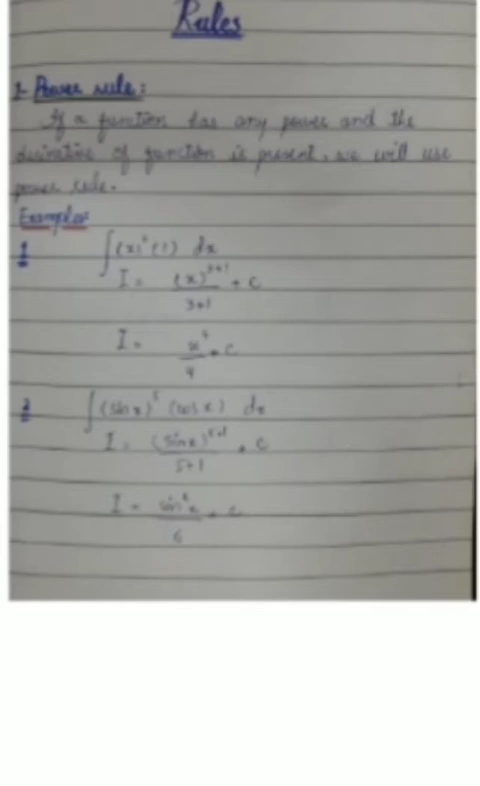 Rules
1- Power rule:
If a function has any power and the
derivative of function is present, we will use
power rule.
Examples
1 ∫(x)³(1) dx
I = (x)³⁺¹/3+1 + c
I = x⁴/4 + c
2 ∫(sin x)⁵ (cos x) dx
I = (sin x)⁵⁺¹/5+1 + c
I = sin⁶x/6 + c